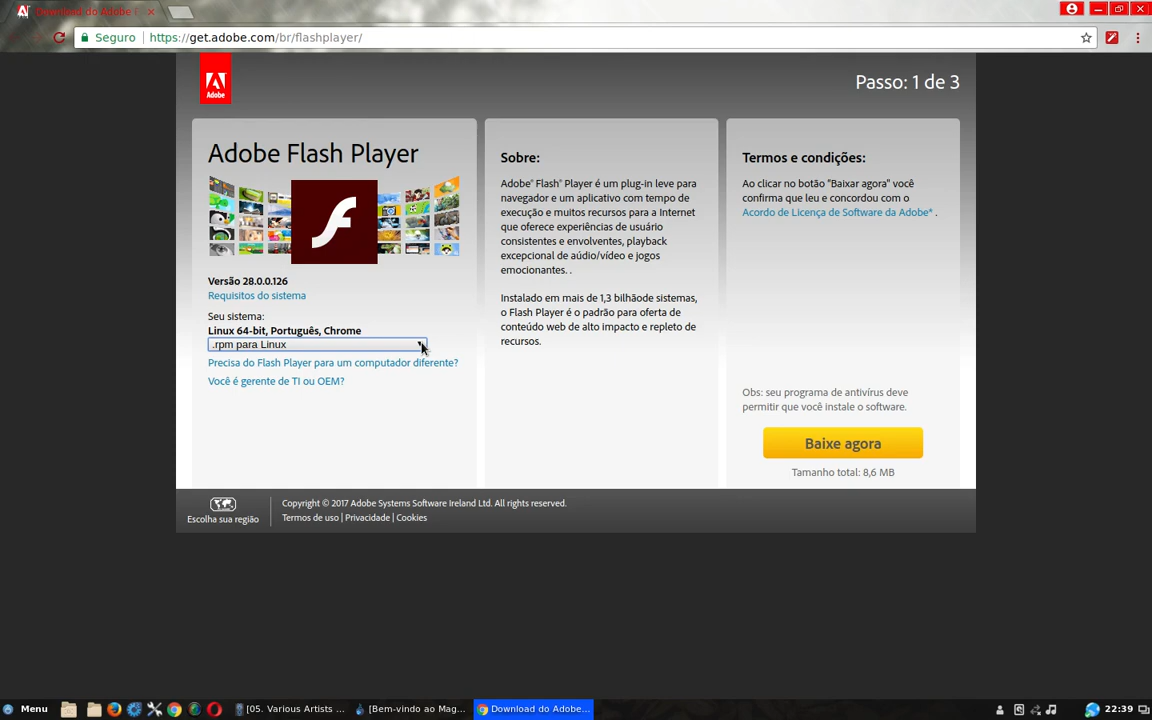 Download do Adobe F
Seguro
https://get.adobe.com/br/flashplayer/
Adobe
Passo: 1 de 3
Adobe Flash Player
Versão 28.0.0.126
Requisitos do sistema
Seu sistema:
Linux 64-bit, Português, Chrome
.rpm para Linux
Precisa do Flash Player para um computador diferente?
Você é gerente de TI ou OEM?
Sobre:
Adobe® Flash® Player é um plug-in leve para
navegador e um aplicativo com tempo de
execução e muitos recursos para a Internet
que oferece experiências de usuário
consistentes e envolventes, playback
excepcional de aúdio/vídeo e jogos
emocionantes. .
Instalado em mais de 1,3 bilhãode sistemas,
o Flash Player é o padrão para oferta de
conteúdo web de alto impacto e repleto de
recursos.
Termos e condições:
Ao clicar no botão "Baixar agora" você
confirma que leu e concordou com o
Acordo de Licença de Software da Adobe* .
Obs: seu programa de antivírus deve
permitir que você instale o software.
Baixe agora
Tamanho total: 8,6 MB
Escolha sua região
Copyright © 2017 Adobe Systems Software Ireland Ltd. All rights reserved.
Termos de uso | Privacidade | Cookies
Menu
[05. Various Artists ...
[Bem-vindo ao Mag...
Download do Adobe...
22:39